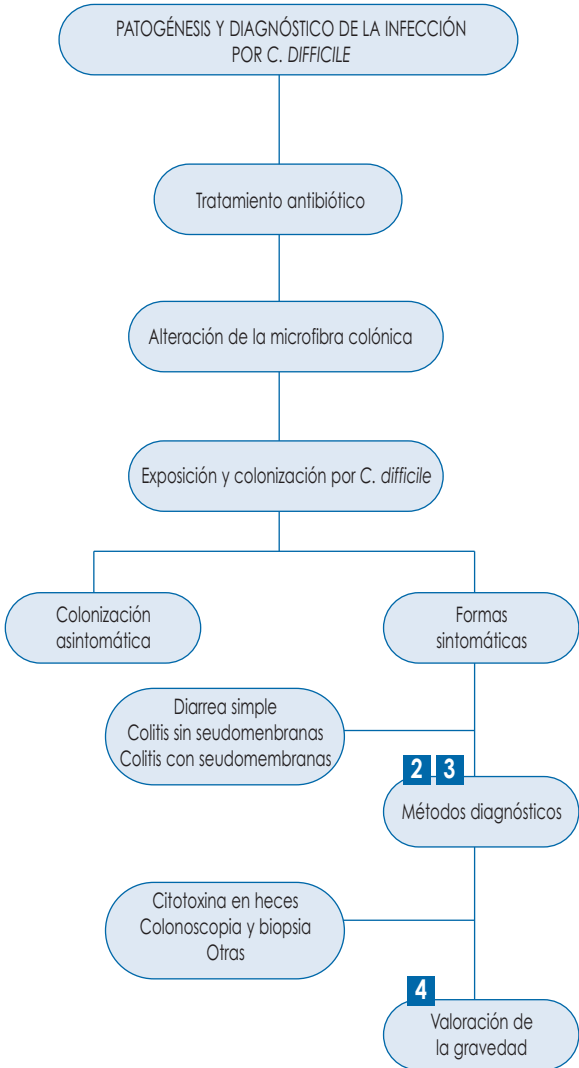 PATOGÉNESIS Y DIAGNÓSTICO DE LA INFECCIÓN
POR C. DIFFICILE
Tratamiento antibiótico
Alteración de la microfibra colónica
Exposición y colonización por C. difficile
Colonización
asintomática
Formas
sintomáticas
Diarrea simple
Colitis sin seudomenbranas
Colitis con seudomembranas
2 3
Métodos diagnósticos
Citotoxina en heces
Colonoscopia y biopsia
Otras
4
Valoración de
la gravedad